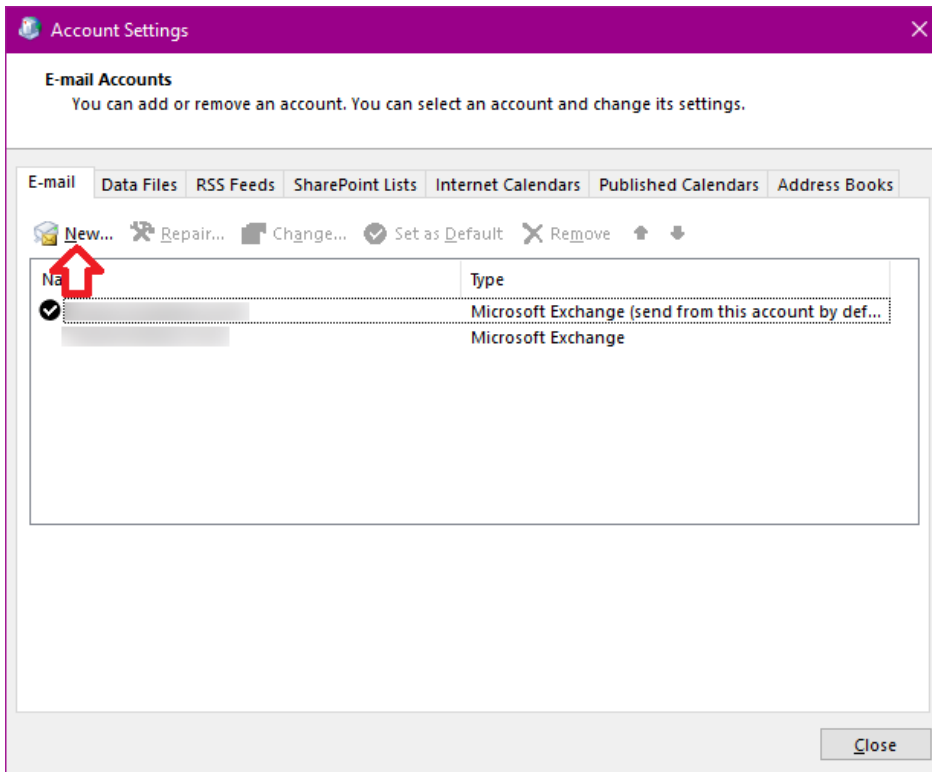 Account Settings
E-mail Accounts
You can add or remove an account. You can select an account and change its settings.
E-mail Data Files RSS Feeds SharePoint Lists Internet Calendars Published Calendars Address Books
New... Repair... Change... Set as Default Remove
Type
Microsoft Exchange (send from this account by def...
Microsoft Exchange
Close